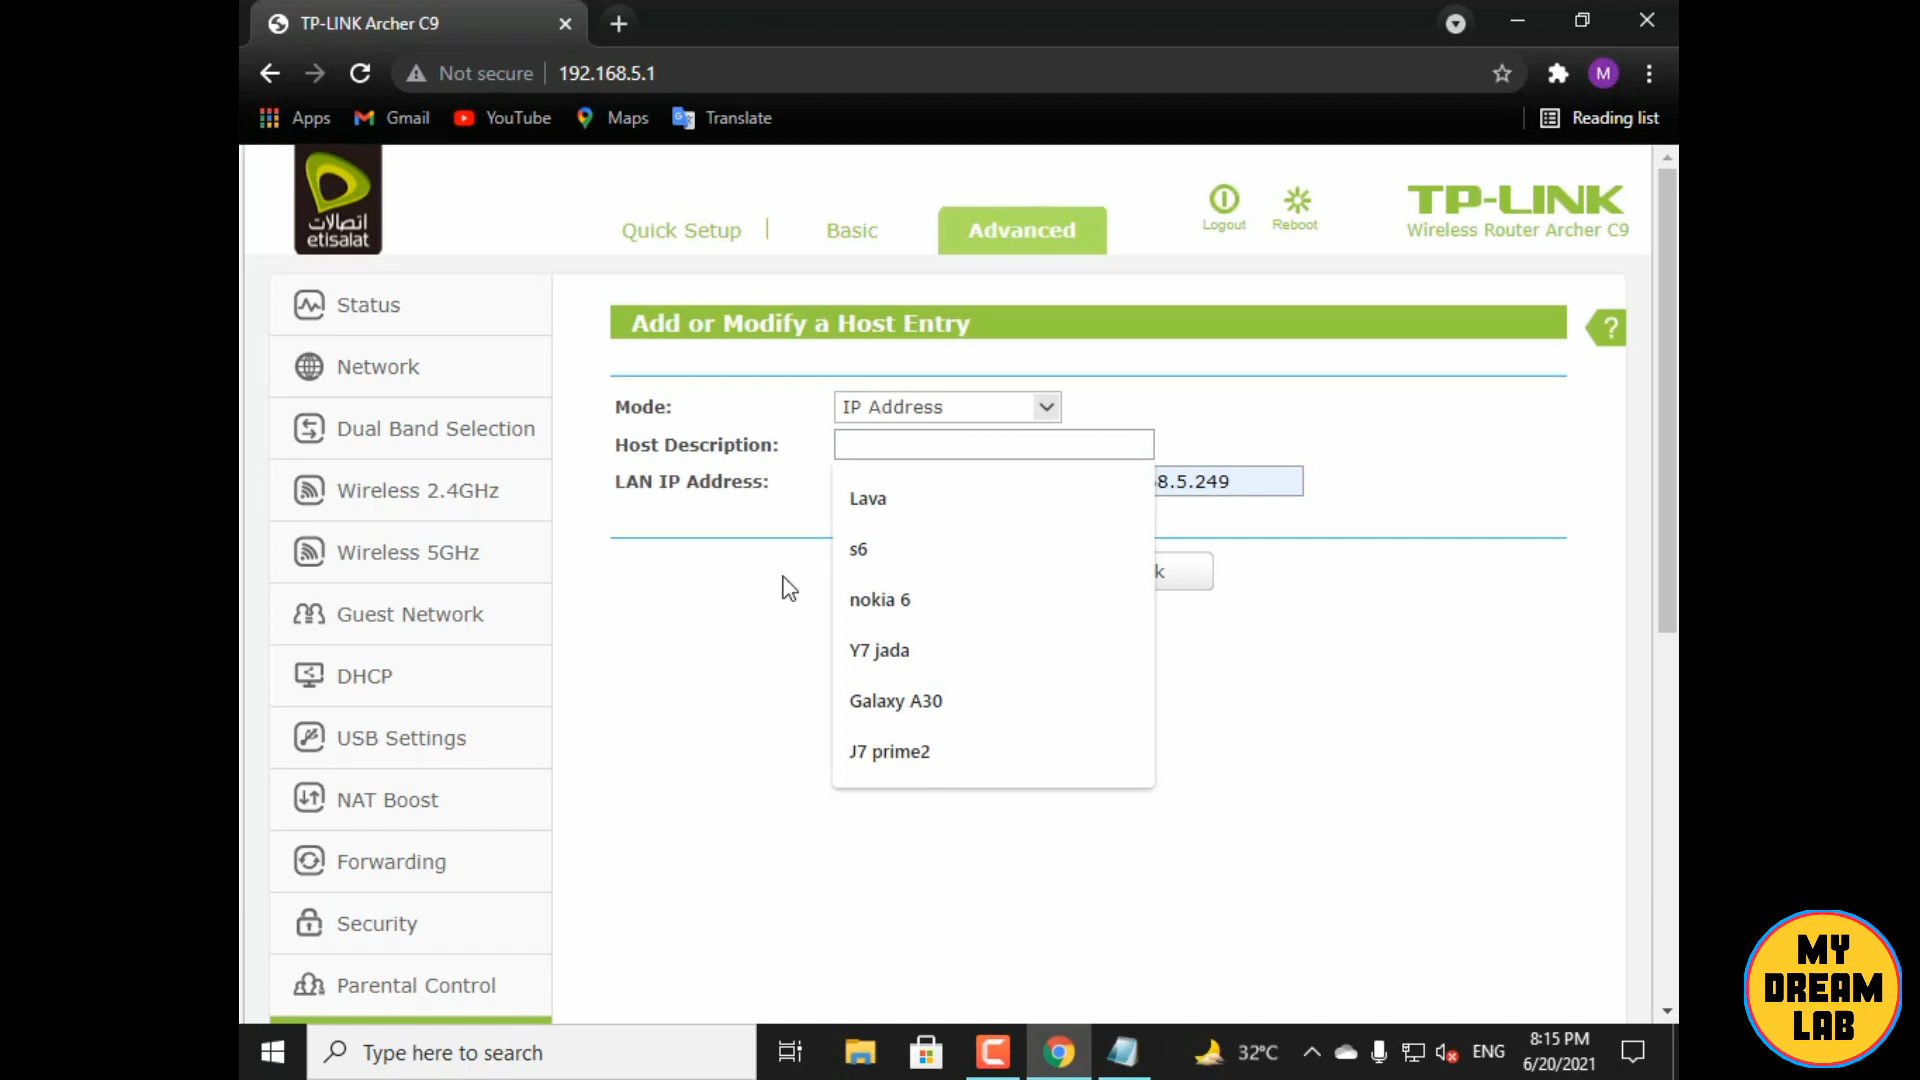 TP-LINK Archer C9
Not secure
192.168.5.1
M
Apps
Gmail
YouTube
Maps
Translate
Reading list
اتصالات
etisalat
Quick Setup
Basic
Advanced
Logout
Reboot
TP-LINK
Wireless Router Archer C9
Status
Network
Dual Band Selection
Wireless 2.4GHz
Wireless 5GHz
Guest Network
DHCP
USB Settings
NAT Boost
Forwarding
Security
Parental Control
Add or Modify a Host Entry
?
Mode:
IP Address
Host Description:
LAN IP Address:
8.5.249
Lava
s6
nokia 6
Y7 jada
Galaxy A30
J7 prime2
k
Type here to search
32°C
ENG
8:15 PM
6/20/2021
MY
DREAM
LAB